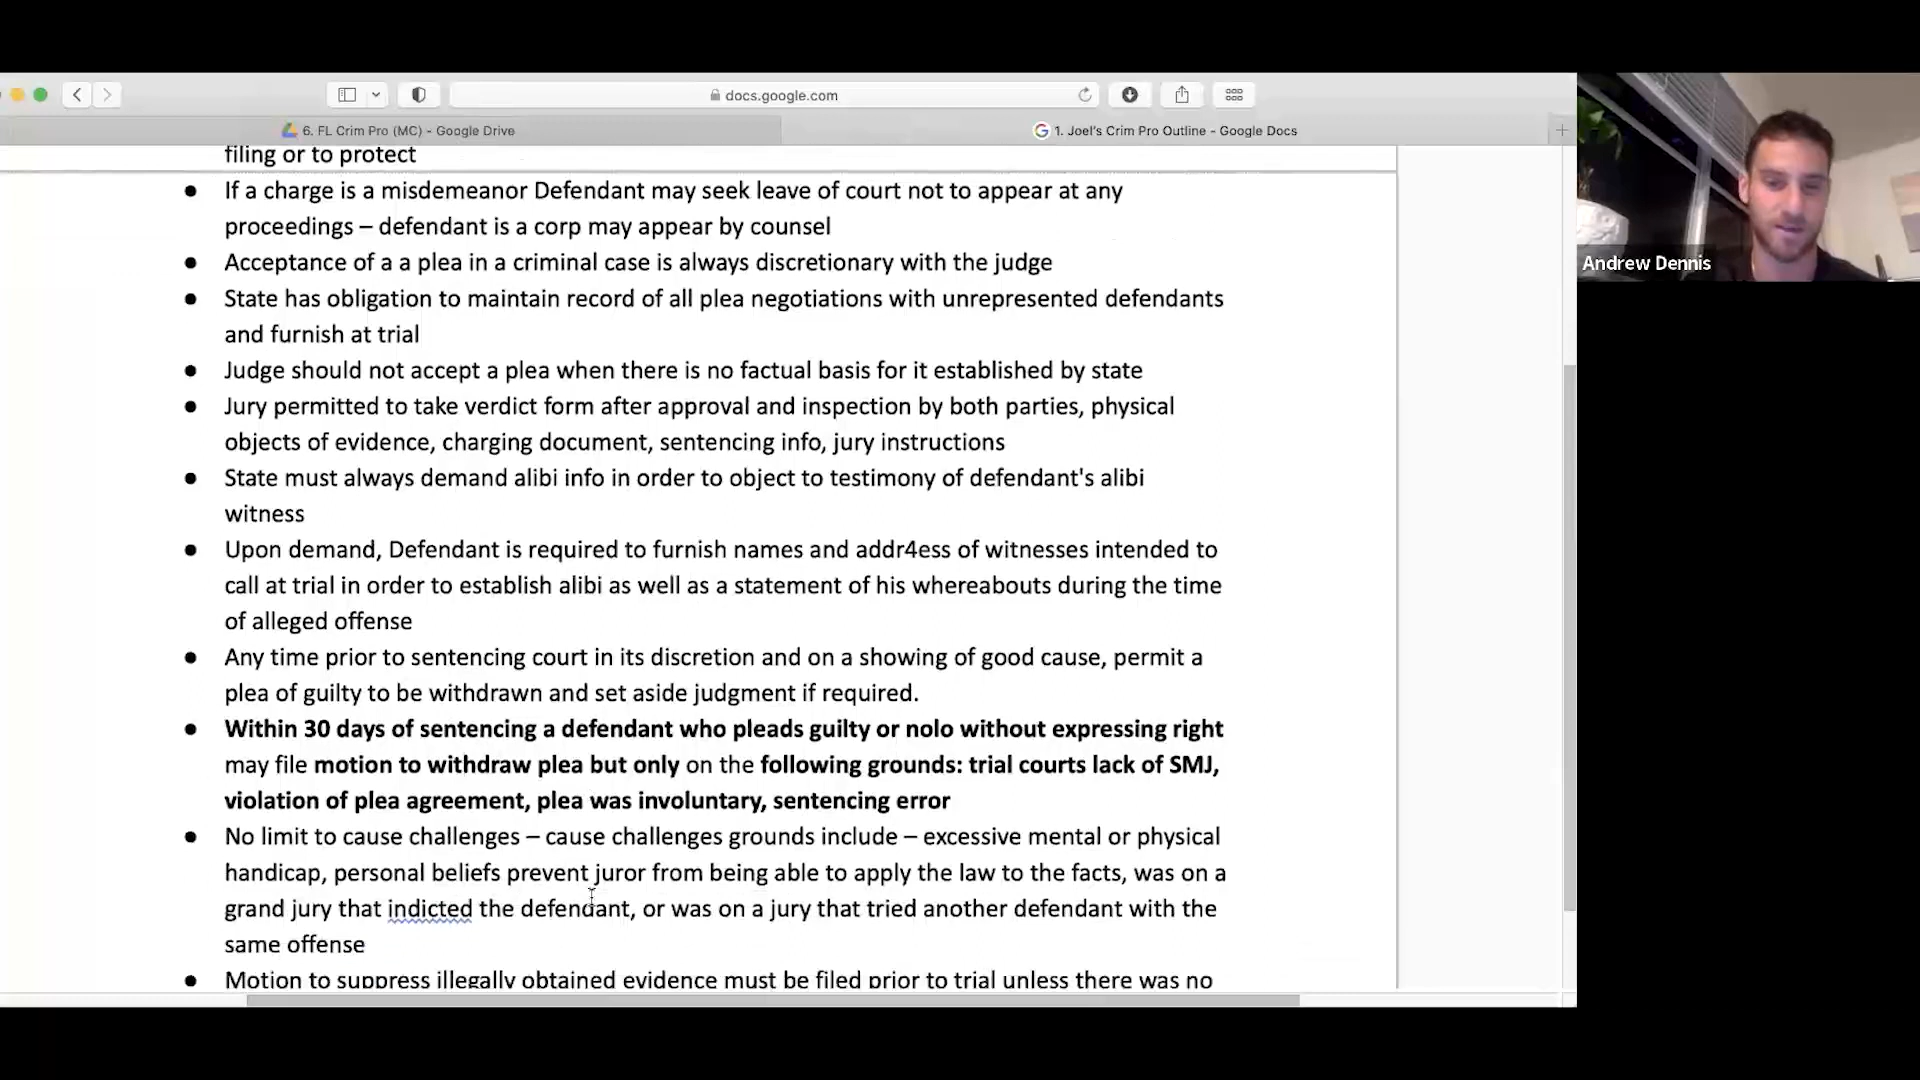 docs.google.com
6. FL Crim Pro (MC) - Google Drive
1. Joel's Crim Pro Outline - Google Docs
filing or to protect
● If a charge is a misdemeanor Defendant may seek leave of court not to appear at any
proceedings – defendant is a corp may appear by counsel
● Acceptance of a a plea in a criminal case is always discretionary with the judge
● State has obligation to maintain record of all plea negotiations with unrepresented defendants
and furnish at trial
● Judge should not accept a plea when there is no factual basis for it established by state
● Jury permitted to take verdict form after approval and inspection by both parties, physical
objects of evidence, charging document, sentencing info, jury instructions
● State must always demand alibi info in order to object to testimony of defendant's alibi
witness
● Upon demand, Defendant is required to furnish names and addr4ess of witnesses intended to
call at trial in order to establish alibi as well as a statement of his whereabouts during the time
of alleged offense
● Any time prior to sentencing court in its discretion and on a showing of good cause, permit a
plea of guilty to be withdrawn and set aside judgment if required.
● Within 30 days of sentencing a defendant who pleads guilty or nolo without expressing right
may file motion to withdraw plea but only on the following grounds: trial courts lack of SMJ,
violation of plea agreement, plea was involuntary, sentencing error
● No limit to cause challenges – cause challenges grounds include – excessive mental or physical
handicap, personal beliefs prevent juror from being able to apply the law to the facts, was on a
grand jury that indicted the defendant, or was on a jury that tried another defendant with the
same offense
● Motion to suppress illegally obtained evidence must be filed prior to trial unless there was no
Andrew Dennis